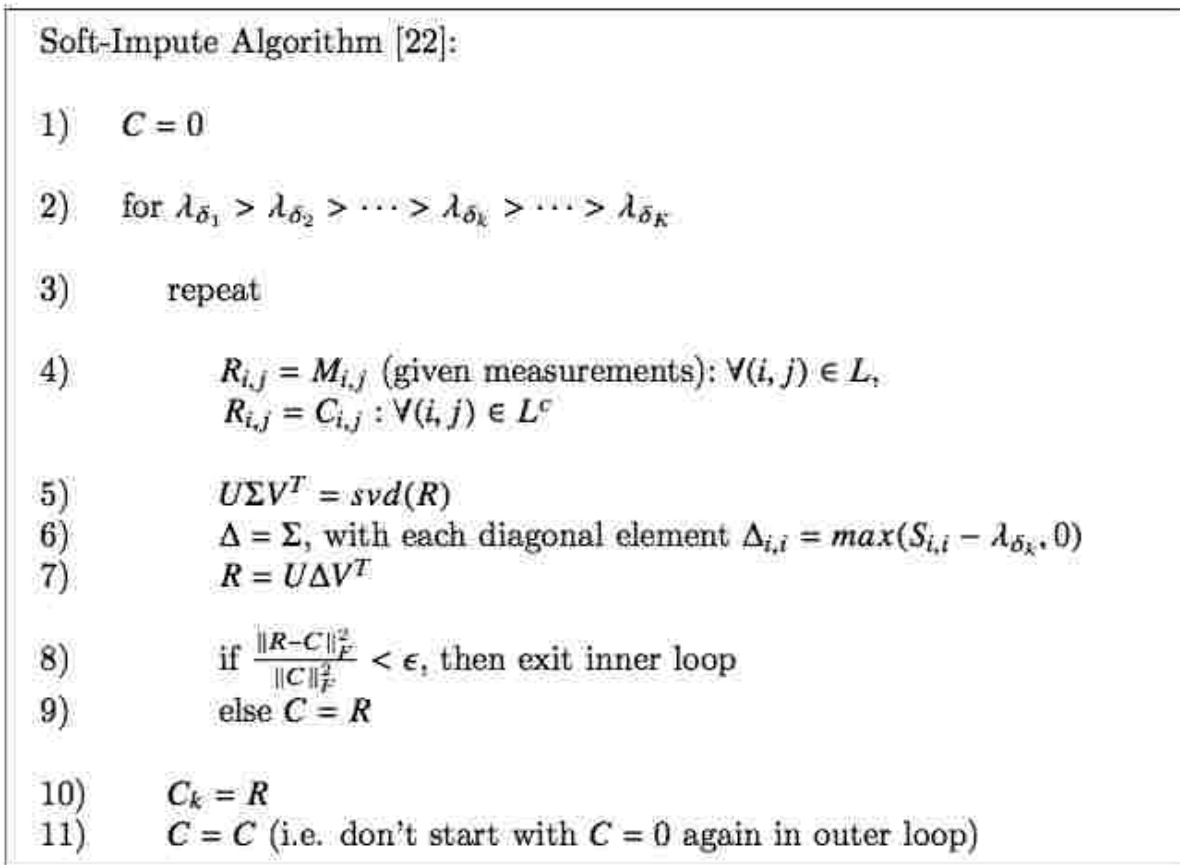 Soft-Impute Algorithm [22]:
1) C = 0
2) for λ_{δ_1} > λ_{δ_2} > ⋯ > λ_{δ_k} > ⋯ > λ_{δ_K}
3) repeat
4) R_{i,j} = M_{i,j} (given measurements): ∀(i, j) ∈ L,
R_{i,j} = C_{i,j} : ∀(i, j) ∈ L^c
5) UΣV^T = svd(R)
6) Δ = Σ, with each diagonal element Δ_{i,i} = max(S_{i,i} − λ_{δ_k}, 0)
7) R = UΔV^T
8) if \frac{‖R−C‖_F^2}{‖C‖_F^2} < ϵ, then exit inner loop
9) else C = R
10) C_k = R
11) C = C (i.e. don't start with C = 0 again in outer loop)